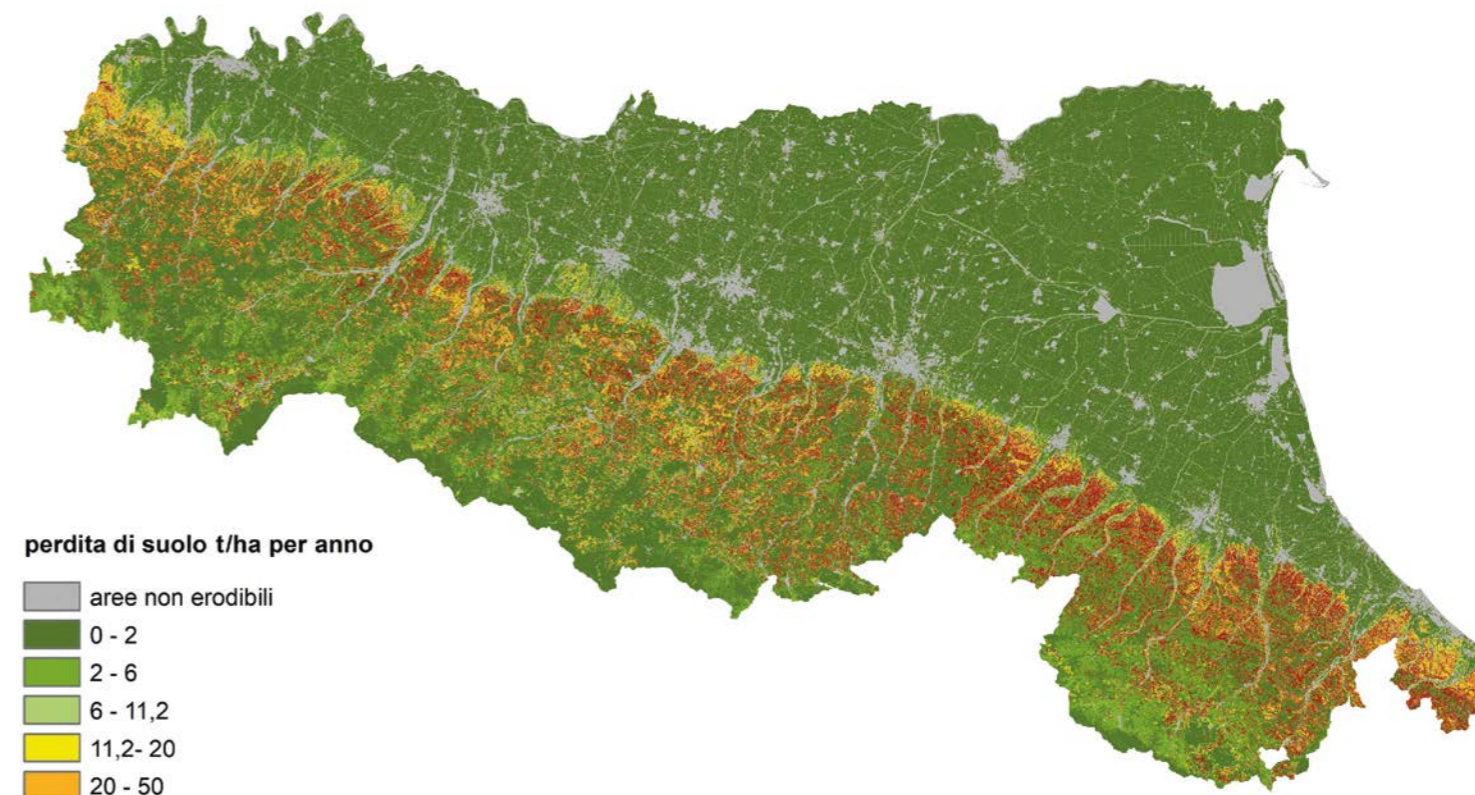 perdita di suolo t/ha per anno
aree non erodibili
0 - 2
2 - 6
6 - 11,2
11,2- 20
20 - 50